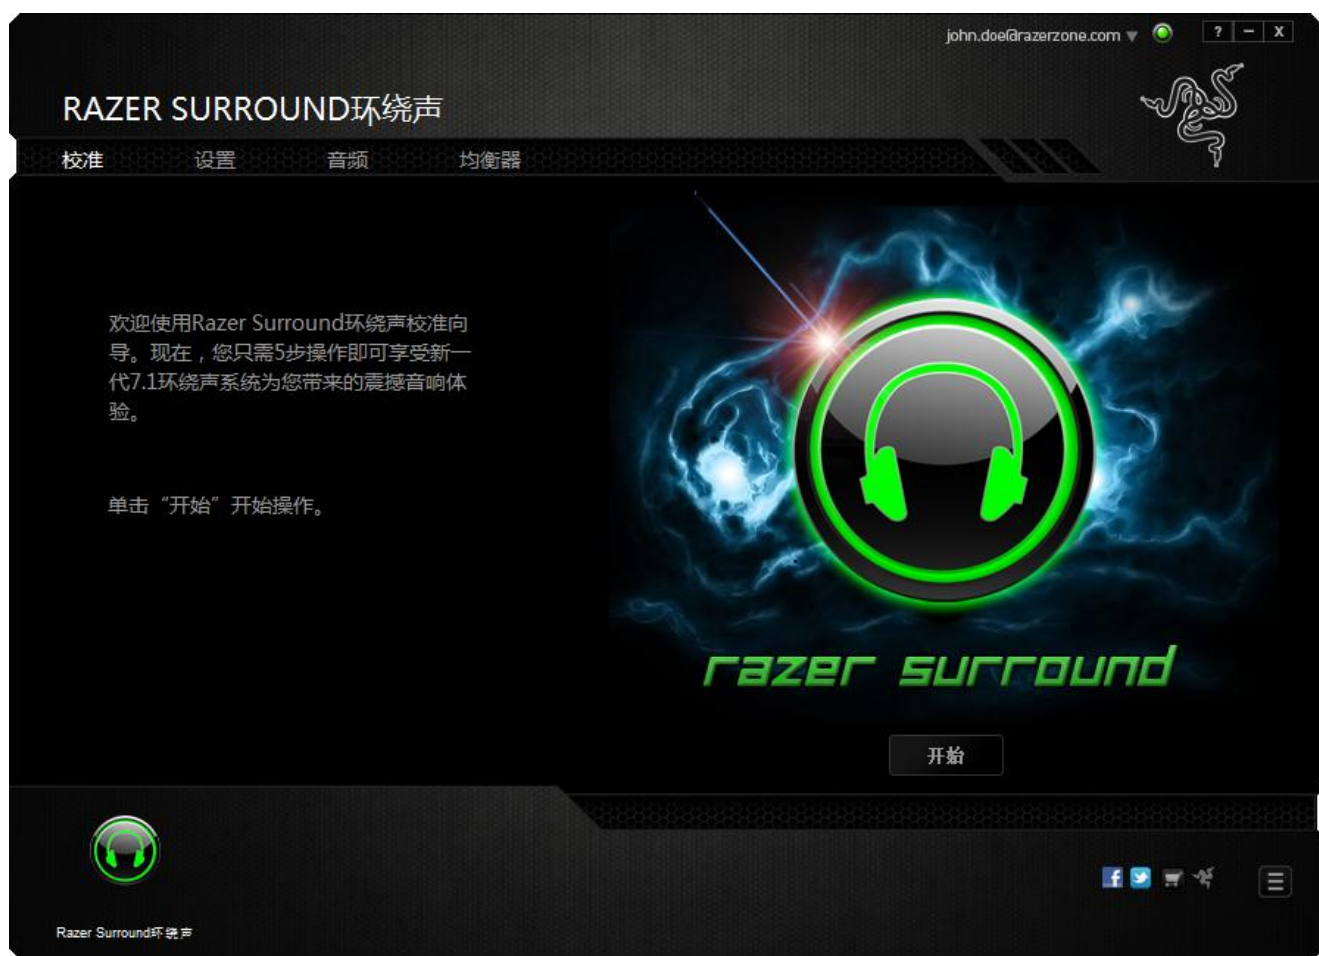 john.doe@razerzone.com
? – X
RAZER SURROUND环绕声
校准 设置 音频 均衡器
欢迎使用Razer Surround环绕声校准向
导。现在，您只需5步操作即可享受新一
代7.1环绕声系统为您带来的震撼音响体
验。
单击“开始”开始操作。
razer surround
开始
Razer Surround环绕声